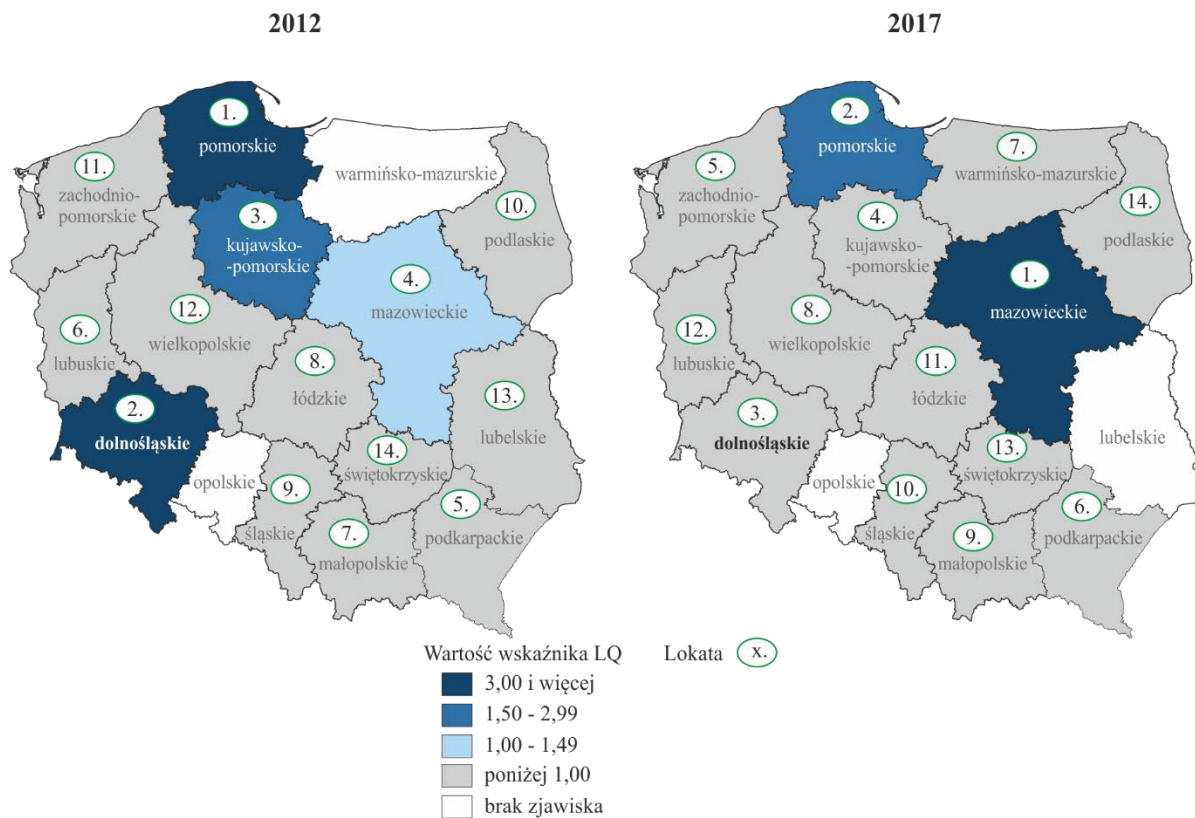 2012
2017
1.
pomorskie
11.
zachodnio-
pomorskie
warmińsko-mazurskie
10.
podlaskie
3.
kujawsko-
-pomorskie
4.
mazowieckie
12.
wielkopolskie
6.
lubuskie
8.
łódzkie
13.
lubelskie
2.
dolnośląskie
opolskie
14.
świętokrzyskie
9.
śląskie
5.
podkarpackie
7.
małopolskie
2.
pomorskie
7.
warmińsko-mazurskie
5.
zachodnio-
pomorskie
14.
podlaskie
4.
kujawsko-
-pomorskie
1.
mazowieckie
8.
wielkopolskie
12.
lubuskie
11.
łódzkie
3.
dolnośląskie
lubelskie
13.
świętokrzyskie
opolskie
10.
śląskie
6.
podkarpackie
9.
małopolskie
Wartość wskaźnika LQ
Lokata x.
3,00 i więcej
1,50 - 2,99
1,00 - 1,49
poniżej 1,00
brak zjawiska